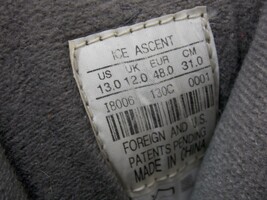 ICE ASCENT
US UK EUR CM
13.0 12.0 48.0 31.0
I8006 130C 0001
FOREIGN AND U.S.
PATENTS PENDING
MADE IN CHINA